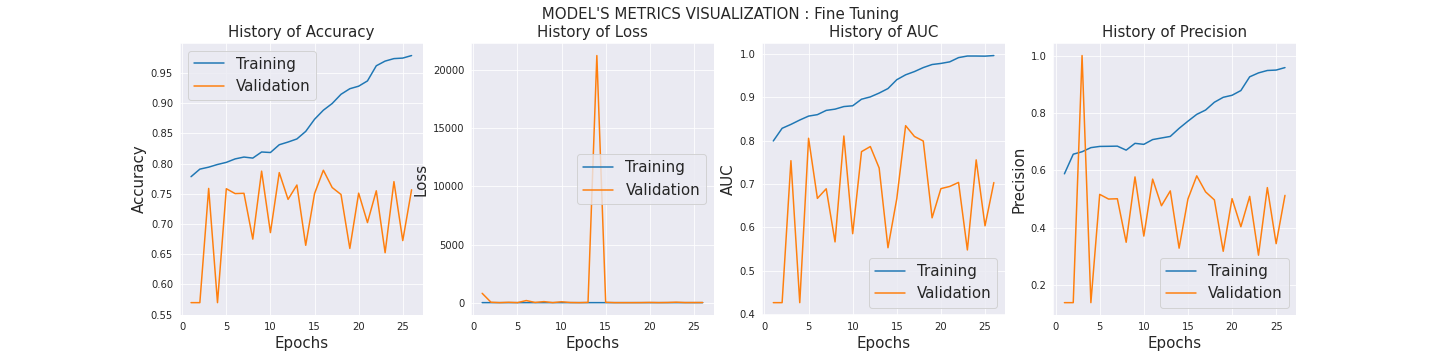 MODEL'S METRICS VISUALIZATION : Fine Tuning
History of Accuracy
Accuracy
0.95
0.90
0.85
0.80
0.75
0.70
0.65
0.60
0.55
Training
Validation
0
5
10
15
20
25
Epochs
History of Loss
Loss
20000
15000
10000
5000
0
Training
Validation
0
5
10
15
20
25
Epochs
History of AUC
AUC
1.0
0.9
0.8
0.7
0.6
0.5
0.4
Training
Validation
0
5
10
15
20
25
Epochs
History of Precision
Precision
1.0
0.8
0.6
0.4
0.2
Training
Validation
0
5
10
15
20
25
Epochs